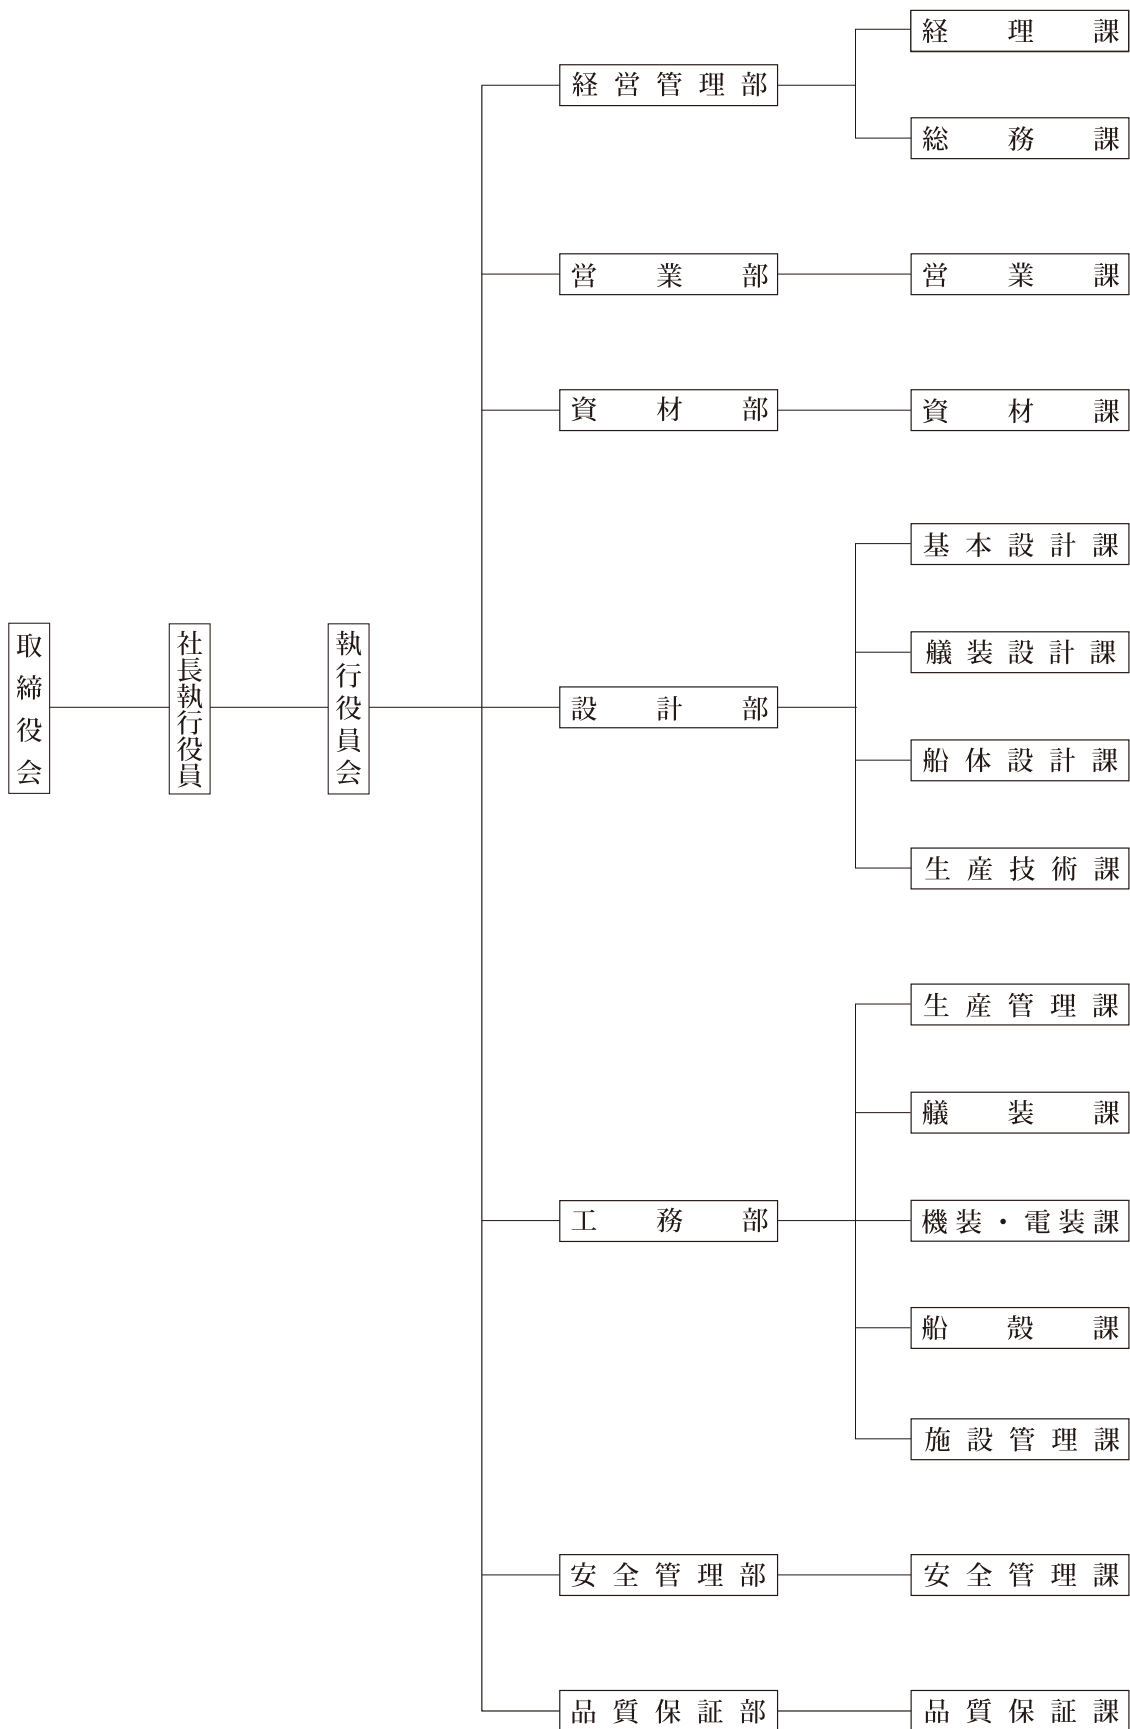 取締役会
社長執行役員
執行役員会
経営管理部
経理課
総務課
営業部
営業課
資材部
資材課
設計部
基本設計課
艤装設計課
船体設計課
生産技術課
工務部
生産管理課
艤装課
機装・電装課
船殻課
施設管理課
安全管理部
安全管理課
品質保証部
品質保証課